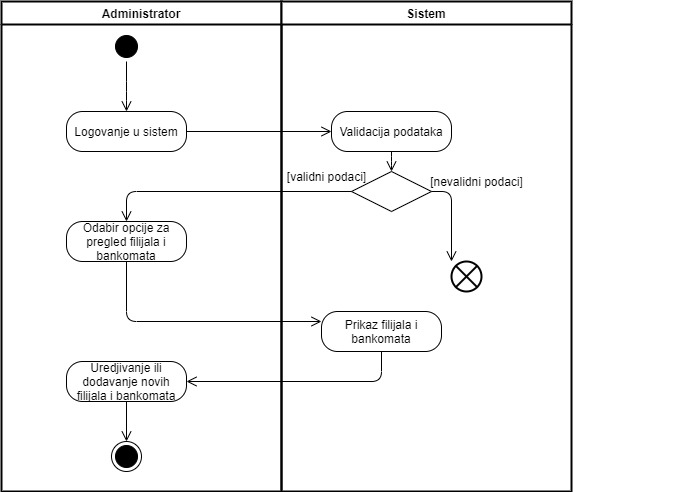 Administrator
Sistem
Logovanje u sistem
Validacija podataka
[validni podaci]
[nevalidni podaci]
Odabir opcije za
pregled filijala i
bankomata
Prikaz filijala i
bankomata
Uredjivanje ili
dodavanje novih
filijala i bankomata